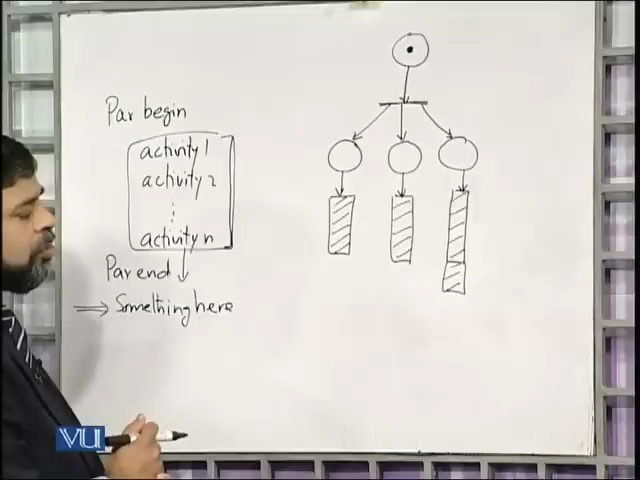 Par begin
activity 1
activity 2
⋮
activity n
Par end
⇒ Something here
VU